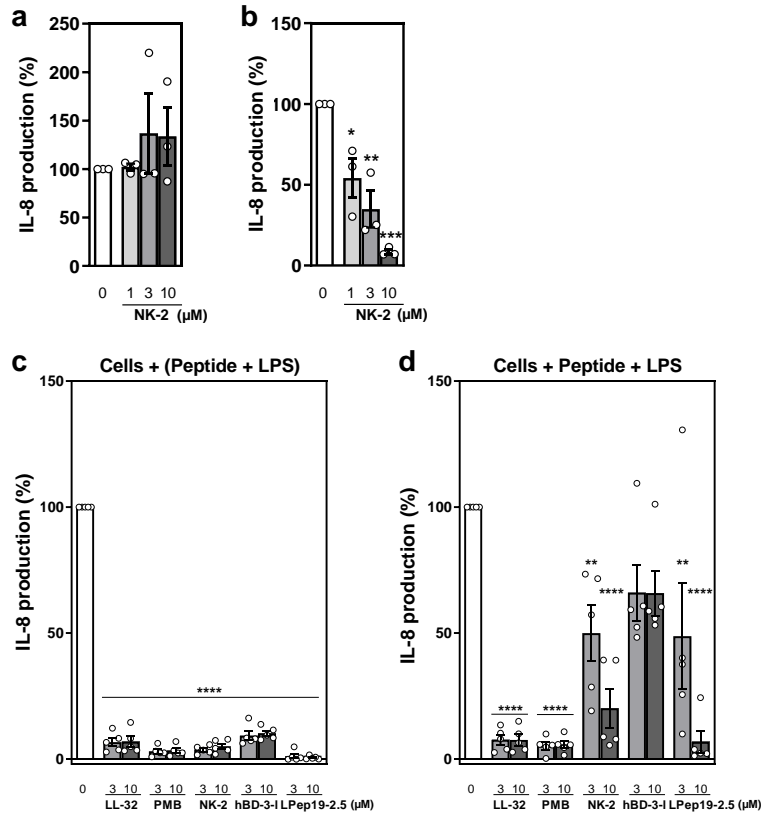 a
b
250
200
150
100
50
0
IL-8 production (%)
0 1 3 10
NK-2 (µM)
150
100
50
0
IL-8 production (%)
*
**
***
0 1 3 10
NK-2 (µM)
c
Cells + (Peptide + LPS)
150
100
50
0
IL-8 production (%)
****
0 3 10 3 10 3 10 3 10 3 10
LL-32 PMB NK-2 hBD-3-l LPep19-2.5 (µM)
d
Cells + Peptide + LPS
150
100
50
0
IL-8 production (%)
**** **** ** **** ** ****
0 3 10 3 10 3 10 3 10 3 10
LL-32 PMB NK-2 hBD-3-l LPep19-2.5 (µM)